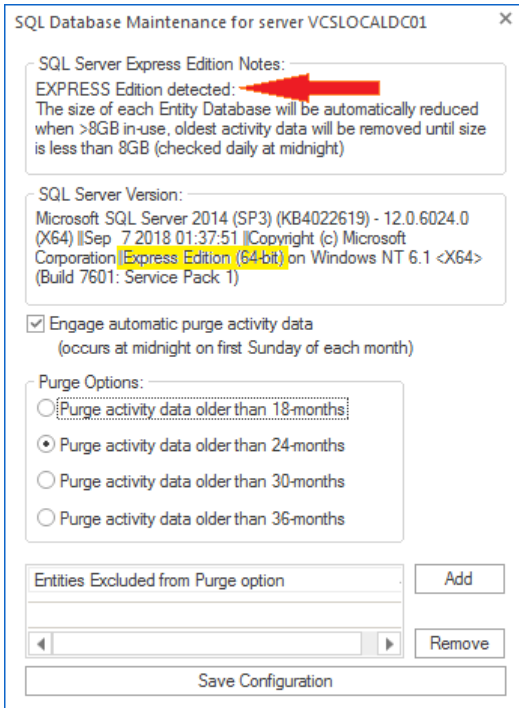 SQL Database Maintenance for server VCSLOCALDC01
SQL Server Express Edition Notes:
EXPRESS Edition detected:
The size of each Entity Database will be automatically reduced
when >8GB in-use, oldest activity data will be removed until size
is less than 8GB (checked daily at midnight)
SQL Server Version:
Microsoft SQL Server 2014 (SP3) (KB4022619) - 12.0.6024.0
(X64) ||Sep 7 2018 01:37:51 ||Copyright (c) Microsoft
Corporation ||Express Edition (64-bit) on Windows NT 6.1 <X64>
(Build 7601: Service Pack 1)
Engage automatic purge activity data
(occurs at midnight on first Sunday of each month)
Purge Options:
Purge activity data older than 18-months
Purge activity data older than 24-months
Purge activity data older than 30-months
Purge activity data older than 36-months
Entities Excluded from Purge option
Add
Remove
Save Configuration